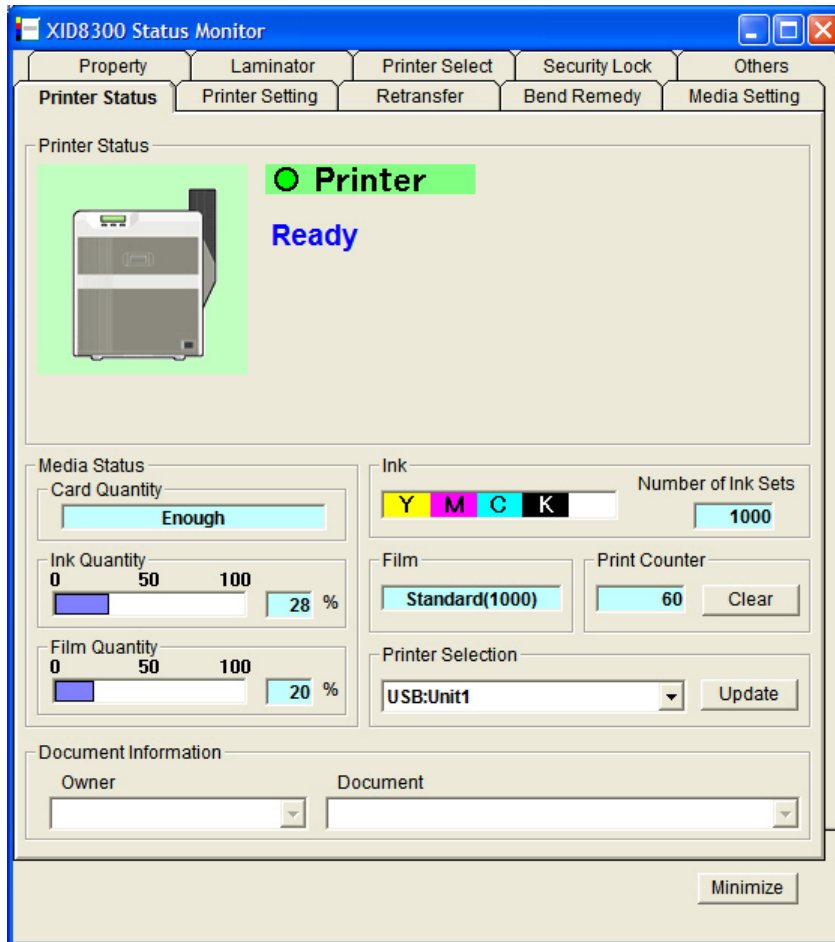 XID8300 Status Monitor
Property Laminator Printer Select Security Lock Others
Printer Status Printer Setting Retransfer Bend Remedy Media Setting
Printer Status
Printer
Ready
Media Status
Card Quantity
Enough
Ink Quantity
0 50 100
28 %
Film Quantity
0 50 100
20 %
Ink
Y M C K
Number of Ink Sets
1000
Film
Standard(1000)
Print Counter
60 Clear
Printer Selection
USB:Unit1 Update
Document Information
Owner Document
Minimize